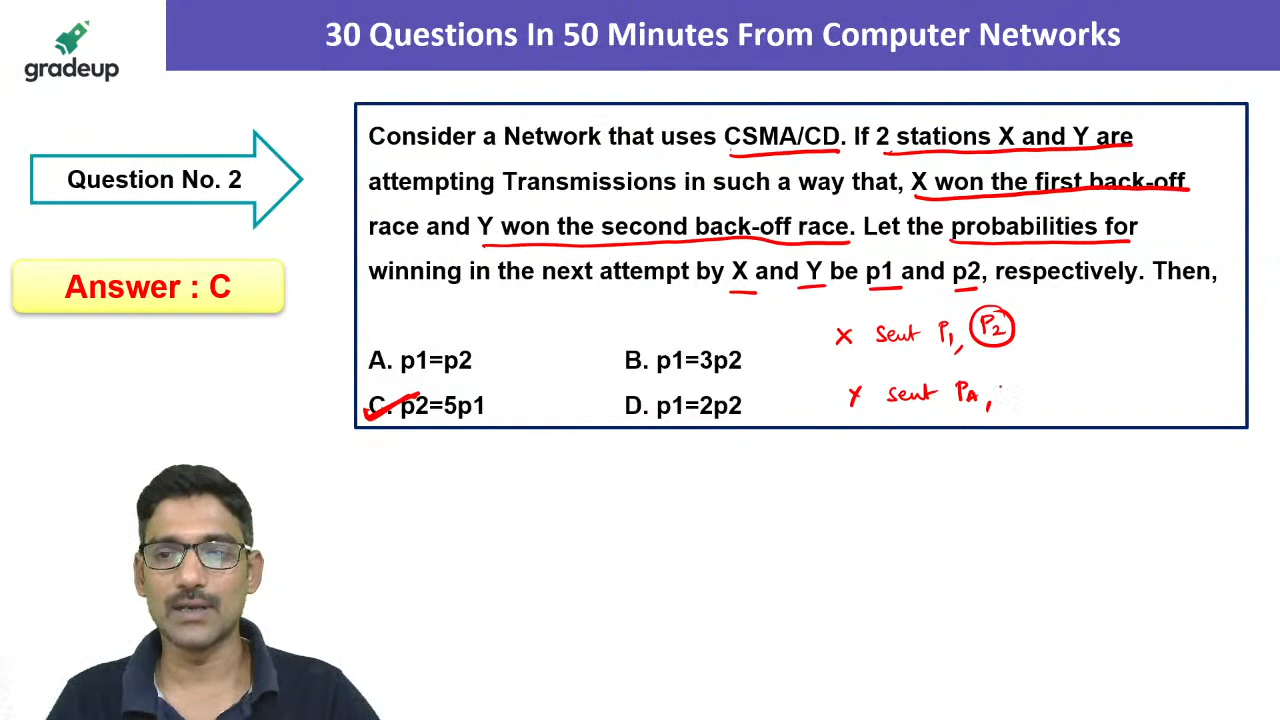 30 Questions In 50 Minutes From Computer Networks
gradeup
Question No. 2
Answer : C
Consider a Network that uses CSMA/CD. If 2 stations X and Y are
attempting Transmissions in such a way that, X won the first back-off
race and Y won the second back-off race. Let the probabilities for
winning in the next attempt by X and Y be p1 and p2, respectively. Then,
X sent P1, P2
A. p1=p2
B. p1=3p2
X sent PA,
C. p2=5p1
D. p1=2p2